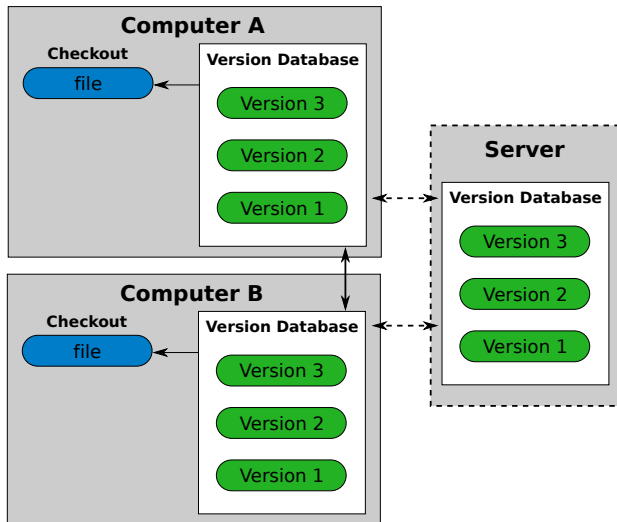 Computer A
Checkout
file
Version Database
Version 3
Version 2
Version 1
Computer B
Checkout
file
Version Database
Version 3
Version 2
Version 1
Server
Version Database
Version 3
Version 2
Version 1